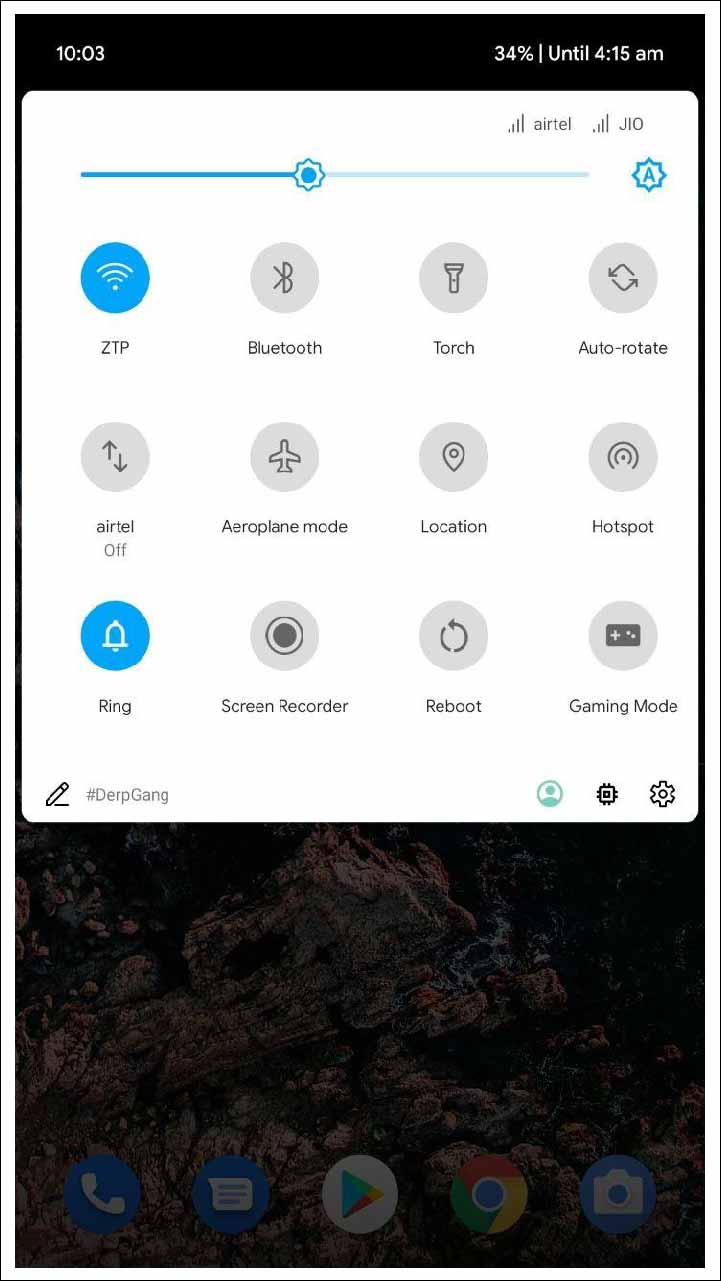 10:03 34% | Until 4:15 am
airtel JIO
A
ZTP Bluetooth Torch Auto-rotate
airtel Aeroplane mode Location Hotspot
Off
Ring Screen Recorder Reboot Gaming Mode
#DerpGang